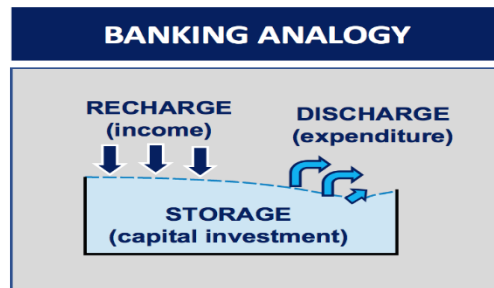 BANKING ANALOGY
RECHARGE
(income)
DISCHARGE
(expenditure)
STORAGE
(capital investment)